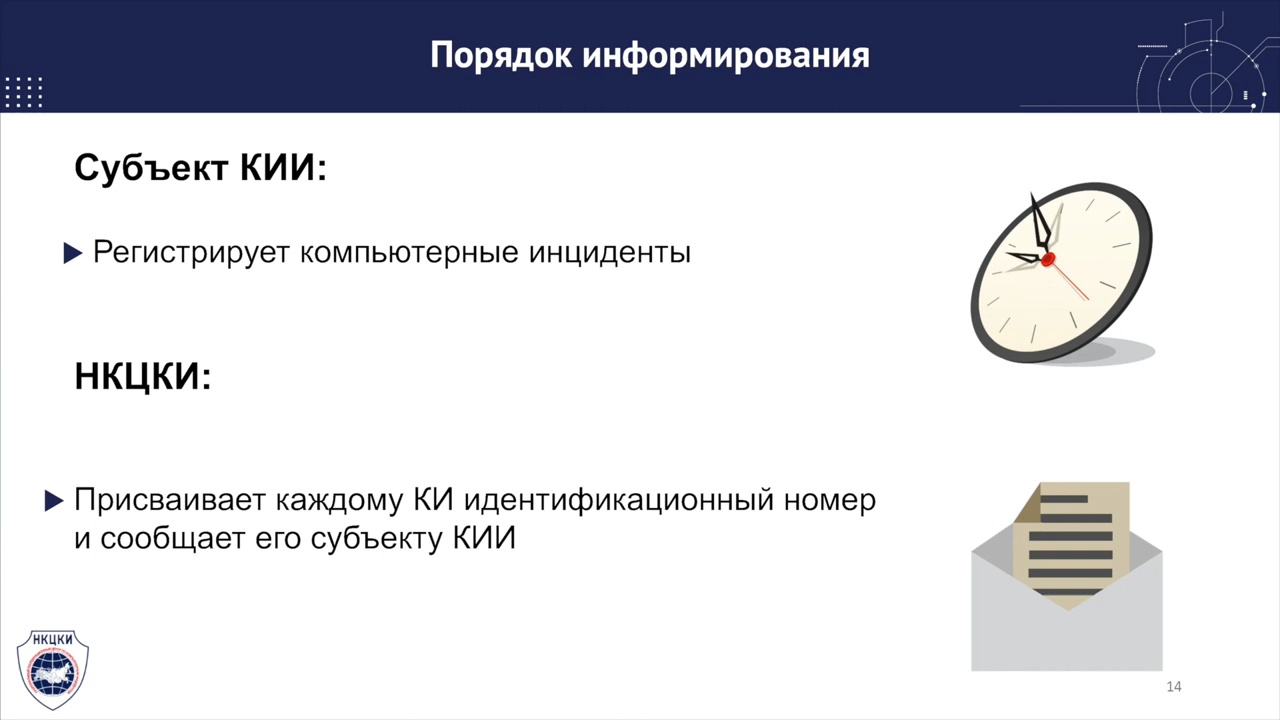 Порядок информирования
Субъект КИИ:
Регистрирует компьютерные инциденты
НКЦКИ:
Присваивает каждому КИ идентификационный номер
и сообщает его субъекту КИИ
НКЦКИ
14